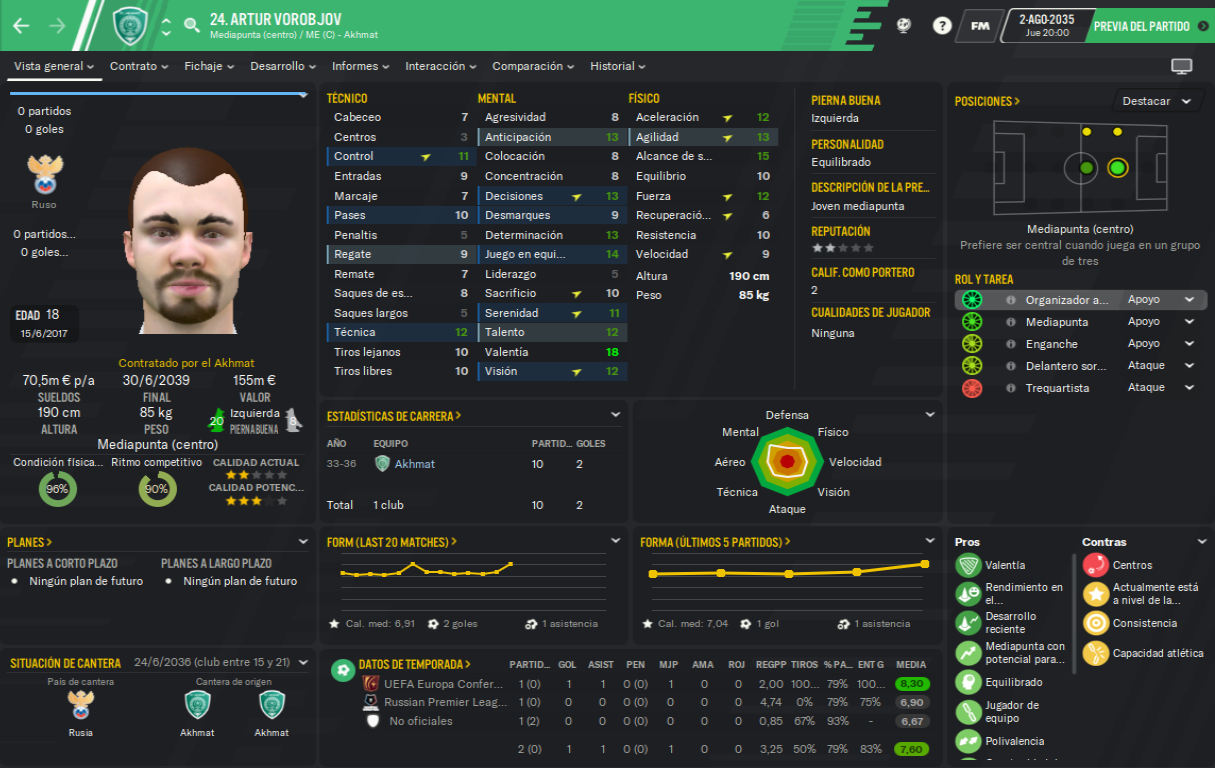 24. ARTUR VOROBJOV
Mediapunta (centro) / ME (C) - Akhmat
?
FM
2-AGO-2035
Jue 20:00
PREVIA DEL PARTIDO
Vista general
Contrato
Fichaje
Desarrollo
Informes
Interacción
Comparación
Historial
0 partidos
0 goles
Ruso
0 partidos...
0 goles...
EDAD 18
15/6/2017
Contratado por el Akhmat
70,5m € p/a
SUELDOS
30/6/2039
FINAL
155m €
VALOR
190 cm
ALTURA
85 kg
PESO
20
Izquierda
PIERNA BUENA
8
Mediapunta (centro)
Condición física...
96%
Ritmo competitivo
90%
CALIDAD ACTUAL
CALIDAD POTENC...
TÉCNICO
Cabeceo 7
Centros 3
Control 11
Entradas 9
Marcaje 7
Pases 10
Penaltis 5
Regate 9
Remate 7
Saques de es... 8
Saques largos 5
Técnica 12
Tiros lejanos 10
Tiros libres 10
MENTAL
Agresividad 8
Anticipación 13
Colocación 8
Concentración 8
Decisiones 13
Desmarques 9
Determinación 13
Juego en equi... 14
Liderazgo 5
Sacrificio 10
Serenidad 11
Talento 12
Valentía 18
Visión 12
FÍSICO
Aceleración 12
Agilidad 13
Alcance de s... 15
Equilibrio 10
Fuerza 12
Recuperació... 6
Resistencia 10
Velocidad 9
Altura 190 cm
Peso 85 kg
PIERNA BUENA
Izquierda
PERSONALIDAD
Equilibrado
DESCRIPCIÓN DE LA PRE...
Joven mediapunta
REPUTACIÓN
CALIF. COMO PORTERO
2
CUALIDADES DE JUGADOR
Ninguna
POSICIONES >
Destacar
Mediapunta (centro)
Prefiere ser central cuando juega en un grupo
de tres
ROL Y TAREA
Organizador a... Apoyo
Mediapunta Apoyo
Enganche Apoyo
Delantero sor... Ataque
Trequartista Ataque
ESTADÍSTICAS DE CARRERA >
AÑO EQUIPO PARTID... GOLES
33-36 Akhmat 10 2
Total 1 club 10 2
Defensa
Mental
Físico
Aéreo
Velocidad
Técnica
Visión
Ataque
PLANES >
PLANES A CORTO PLAZO
Ningún plan de futuro
PLANES A LARGO PLAZO
Ningún plan de futuro
FORM (LAST 20 MATCHES) >
Cal. med: 6,91 2 goles 1 asistencia
FORMA (ÚLTIMOS 5 PARTIDOS) >
Cal. med: 7,04 1 gol 1 asistencia
Pros
Valentía
Rendimiento en
el...
Desarrollo
reciente
Mediapunta con
potencial para...
Equilibrado
Jugador de
equipo
Polivalencia
Contras
Centros
Actualmente está
a nivel de la...
Consistencia
Capacidad atlética
SITUACIÓN DE CANTERA 24/6/2036 (club entre 15 y 21)
País de cantera
Rusia
Cantera de origen
Akhmat
Akhmat
DATOS DE TEMPORADA >
PARTID... GOL ASIST PEN MJP AMA ROJ REGPP TIROS % PA... ENT G MEDIA
UEFA Europa Confer... 1 (0) 1 1 0 (0) 1 0 0 2,00 100... 79% 100... 8,30
Russian Premier Leag... 1 (0) 0 0 0 (0) 0 0 0 4,74 0% 79% 75% 6,90
No oficiales 1 (2) 0 0 0 (0) 0 0 0 0,85 67% 93% - 6,67
2 (0) 1 1 0 (0) 1 0 0 3,25 50% 79% 83% 7,60